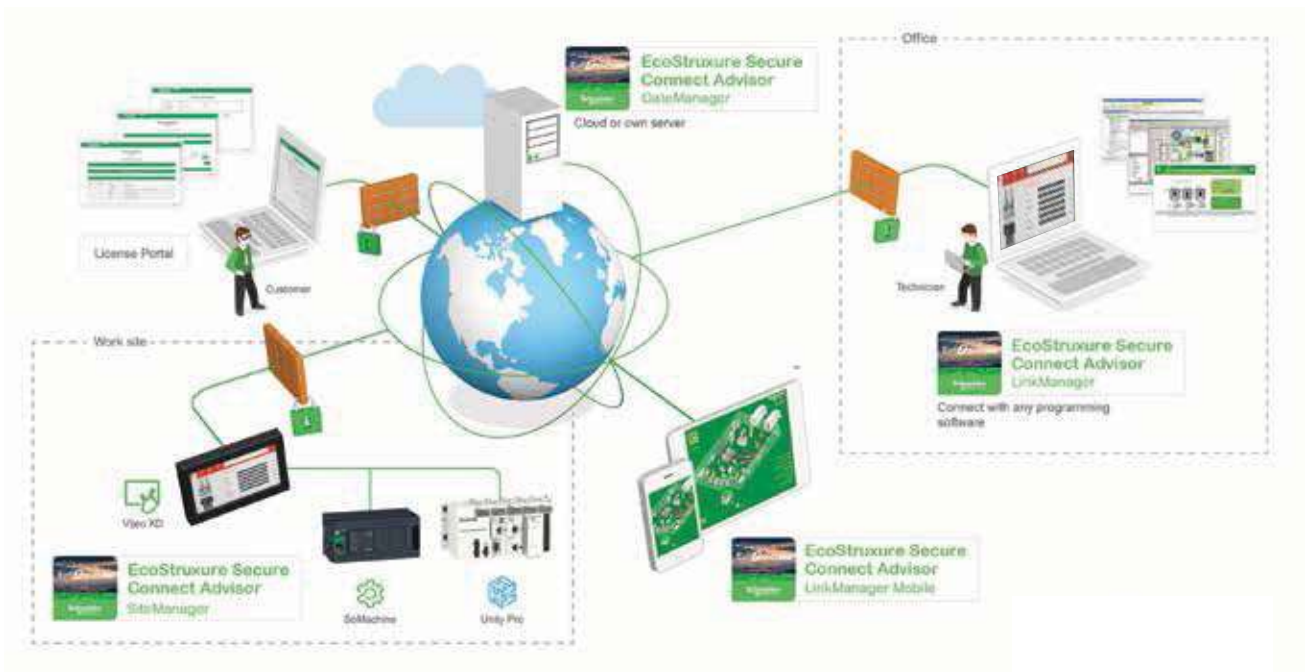 Office
EcoStruxure Secure
Connect Advisor
GateManager
Cloud or own server
License Portal
Customer
Technician
Work site
EcoStruxure Secure
Connect Advisor
LinkManager
Connect with any programming
software
Vijeo XD
EcoStruxure Secure
Connect Advisor
SiteManager
SoMachine
Unity Pro
EcoStruxure Secure
Connect Advisor
LinkManager Mobile